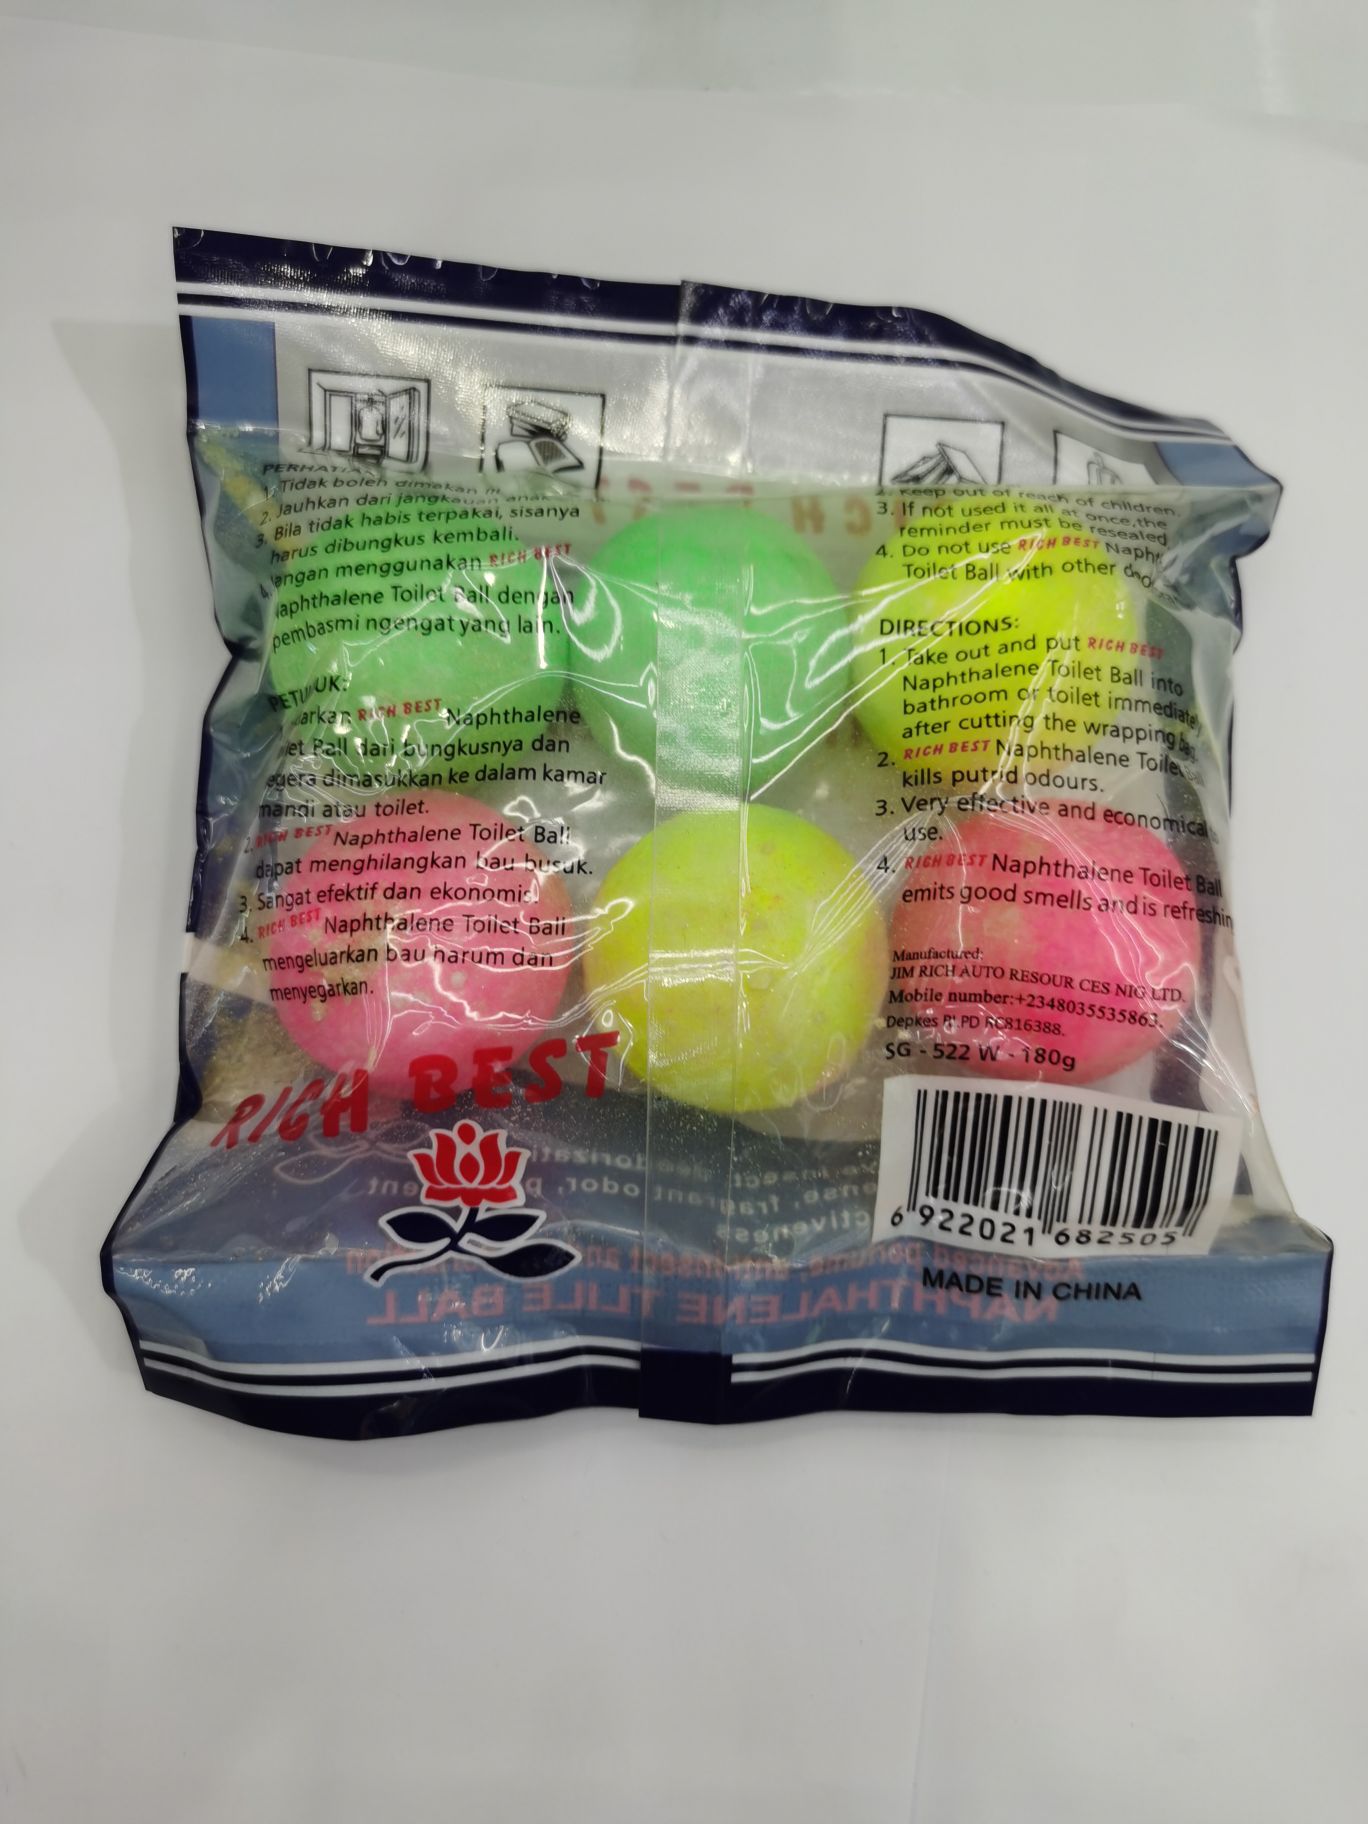 1. Tidak boleh dimakan
2. Jauhkan dari jangkauan anak
3. Bila tidak habis terpakai, sisanya
harus dibungkus kembali.
menggunakan RICH BEST
Toilet Ball dengan
pembasmi ngengat yang lain.
RICH BEST Naphthalene
Ball dari bungkusnya dan
dimasukkan ke dalam kamar
mandi atau toilet.
2. RICH BEST Naphthalene Toilet Ball
dapat menghilangkan bau busuk.
3. Sangat efektif dan ekonomis.
4. RICH BEST Naphthalene Toilet Ball
mengeluarkan bau harum dan
menyegarkan.
RICH BEST
2. Keep out of reach of children.
3. If not used it all at once,the
reminder must be resealed
4. Do not use RICH BEST
Toilet Ball with other
DIRECTIONS:
1. Take out and put RICH BEST
Naphthalene Toilet Ball into
bathroom or toilet immediately
after cutting the wrapping bag.
2. RICH BEST Naphthalene Toilet
kills putrid odours.
3. Very effective and economical
use.
4. RICH BEST Naphthalene Toilet Ball
emits good smells and is refreshin
Manufactured:
JIM RICH AUTO RESOUR CES NIG LTD.
Mobile number:+2348035535863.
Depkes RI.PD RC816388.
SG - 522 W - 180g
6 922021 682505
MADE IN CHINA
NAPHTHALENE TLILE BALL